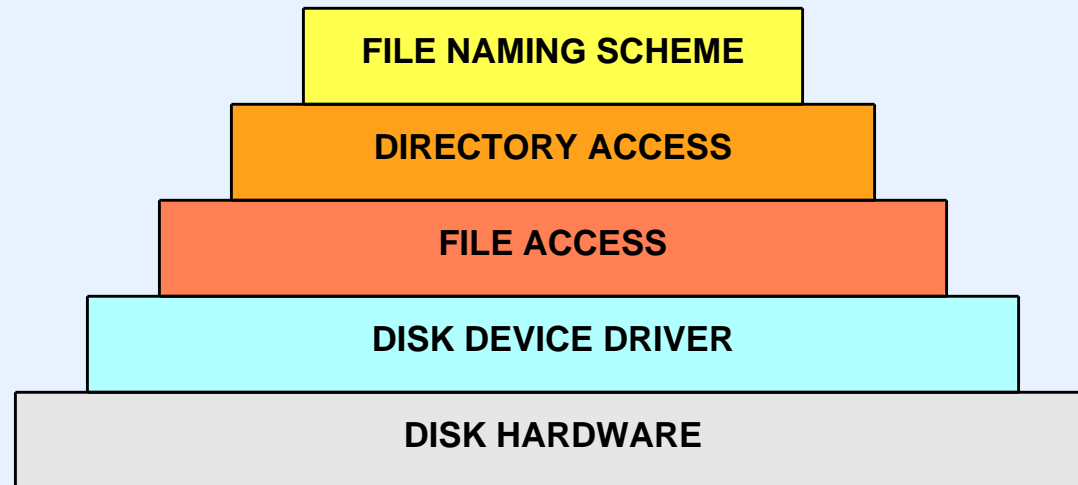 FILE NAMING SCHEME
DIRECTORY ACCESS
FILE ACCESS
DISK DEVICE DRIVER
DISK HARDWARE